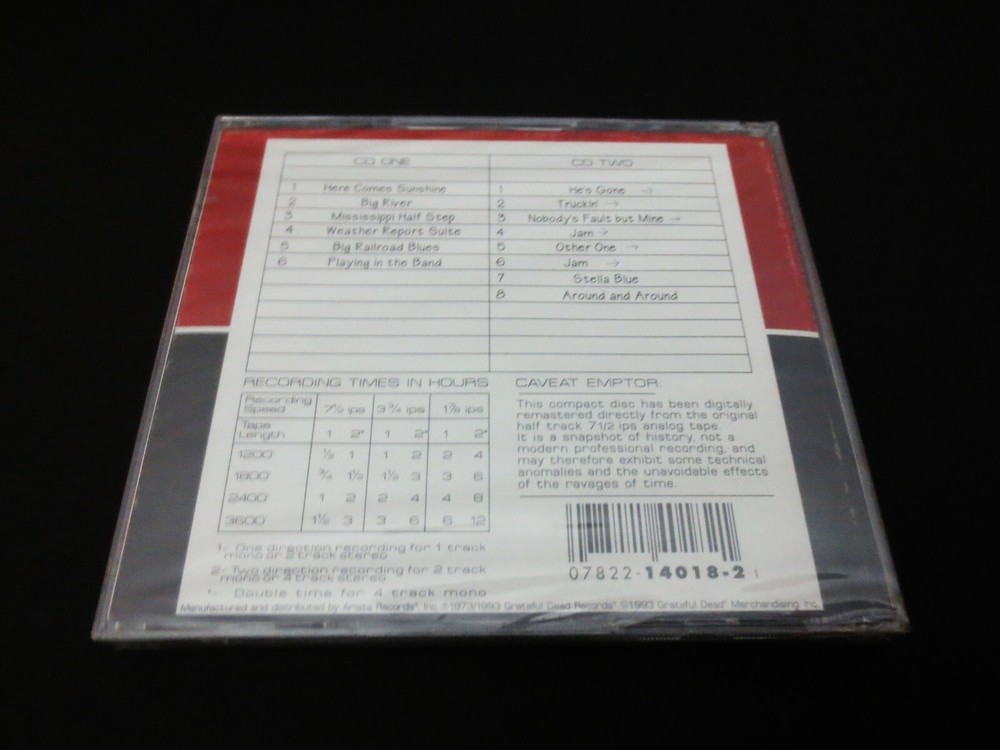 CD ONE
1 Here Comes Sunshine
2 Big River
3 Mississippi Half Step
4 Weather Report Suite
5 Big Railroad Blues
6 Playing in the Band
CD TWO
1 He's Gone →
2 Truckin' →
3 Nobody's Fault but Mine →
4 Jam →
5 Other One →
6 Jam →
7 Stella Blue
8 Around and Around
RECORDING TIMES IN HOURS
Recording Speed 7½ ips 3¾ ips 1⅞ ips
Tape Length 1 2* 1 2* 1 2*
1200' ½ 1 1 2 2 4
1800' ¾ 1½ 1½ 3 3 6
2400' 1 2 2 4 4 8
3600' 1½ 3 3 6 6 12
1- One direction recording for 1 track
mono or 2 track stereo
2- Two direction recording for 2 track
mono or 4 track stereo
*- Double time for 4 track mono
CAVEAT EMPTOR:
This compact disc has been digitally
remastered directly from the original
half track 7 1/2 ips analog tape.
It is a snapshot of history, not a
modern professional recording, and
may therefore exhibit some technical
anomalies and the unavoidable effects
of the ravages of time.
07822-14018-2 1
Manufactured and distributed by Arista Records, Inc. ©1973/1993 Grateful Dead Records ©1993 Grateful Dead Merchandising Inc.